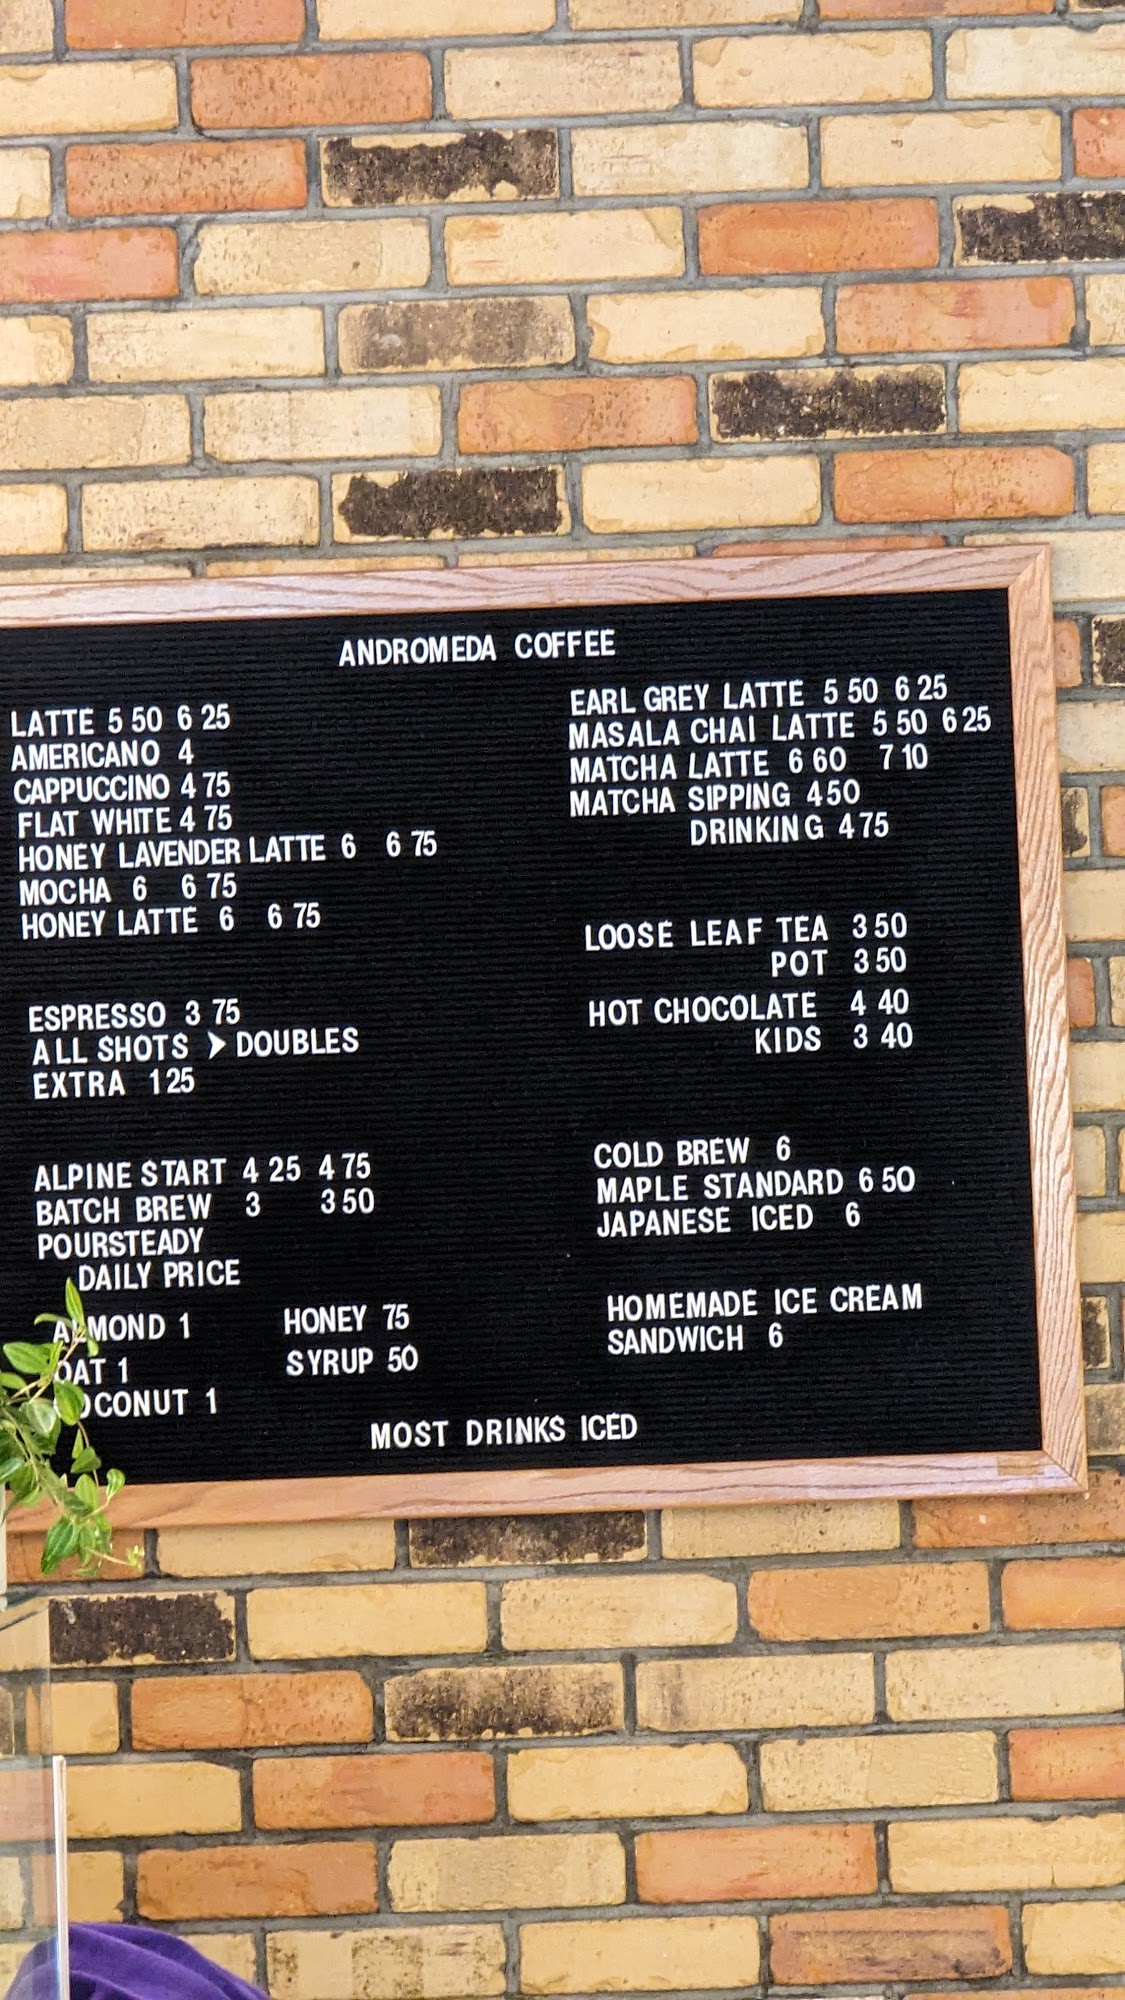 ANDROMEDA COFFEE
LATTE 5 50 6 25
AMERICANO 4
CAPPUCCINO 4 75
FLAT WHITE 4 75
HONEY LAVENDER LATTE 6 6 75
MOCHA 6 6 75
HONEY LATTE 6 6 75
ESPRESSO 3 75
ALL SHOTS > DOUBLES
EXTRA 1 25
ALPINE START 4 25 4 75
BATCH BREW 3 3 50
POURSTEADY
DAILY PRICE
ALMOND 1 HONEY 75
OAT 1 SYRUP 50
COCONUT 1
EARL GREY LATTE 5 50 6 25
MASALA CHAI LATTE 5 50 6 25
MATCHA LATTE 6 60 7 10
MATCHA SIPPING 4 50
DRINKING 4 75
LOOSE LEAF TEA 3 50
POT 3 50
HOT CHOCOLATE 4 40
KIDS 3 40
COLD BREW 6
MAPLE STANDARD 6 50
JAPANESE ICED 6
HOMEMADE ICE CREAM
SANDWICH 6
MOST DRINKS ICED